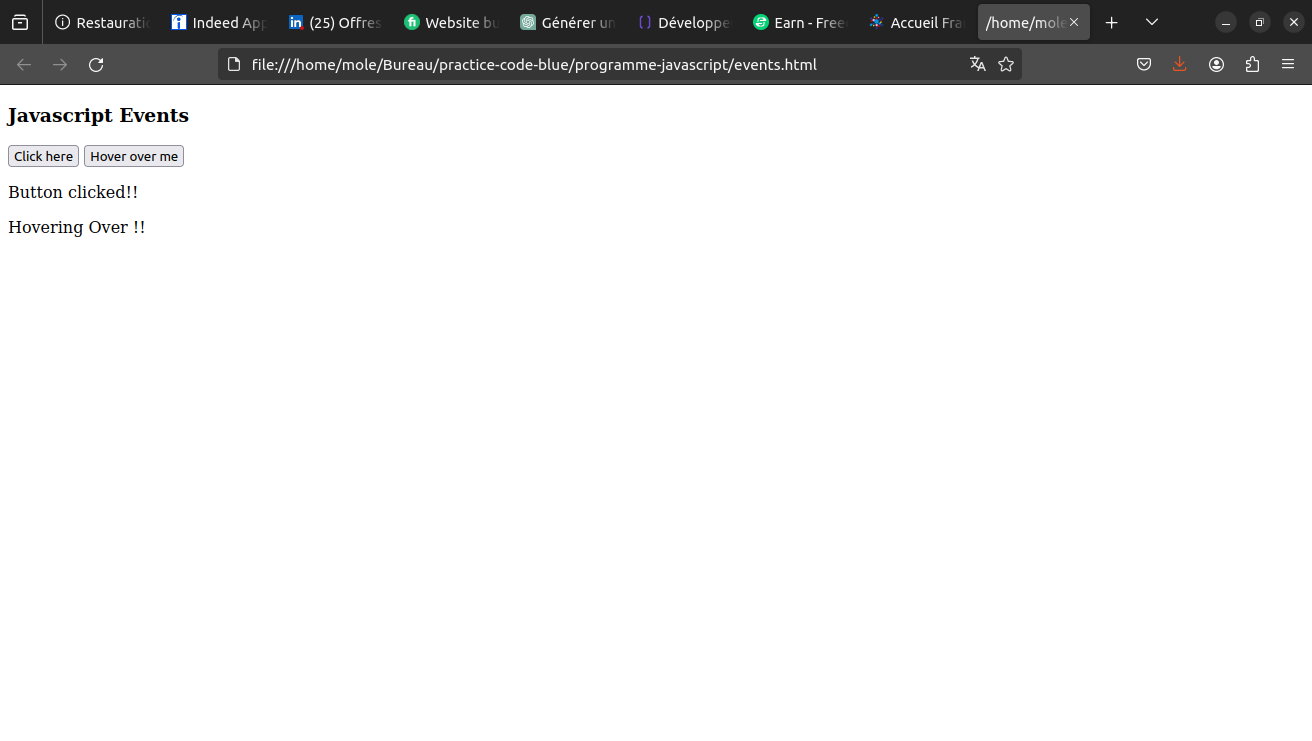 Restauratio
Indeed App
(25) Offres
Website bu
Générer un
Développe
Earn - Free
Accueil Fra
/home/mole
file:///home/mole/Bureau/practice-code-blue/programme-javascript/events.html
Javascript Events
Click here
Hover over me
Button clicked!!
Hovering Over !!